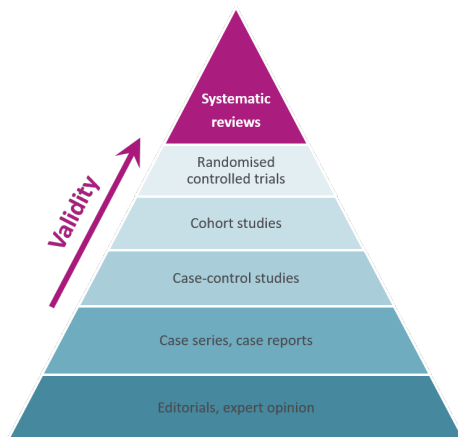 Systematic
reviews
Randomised
controlled trials
Validity
Cohort studies
Case-control studies
Case series, case reports
Editorials, expert opinion